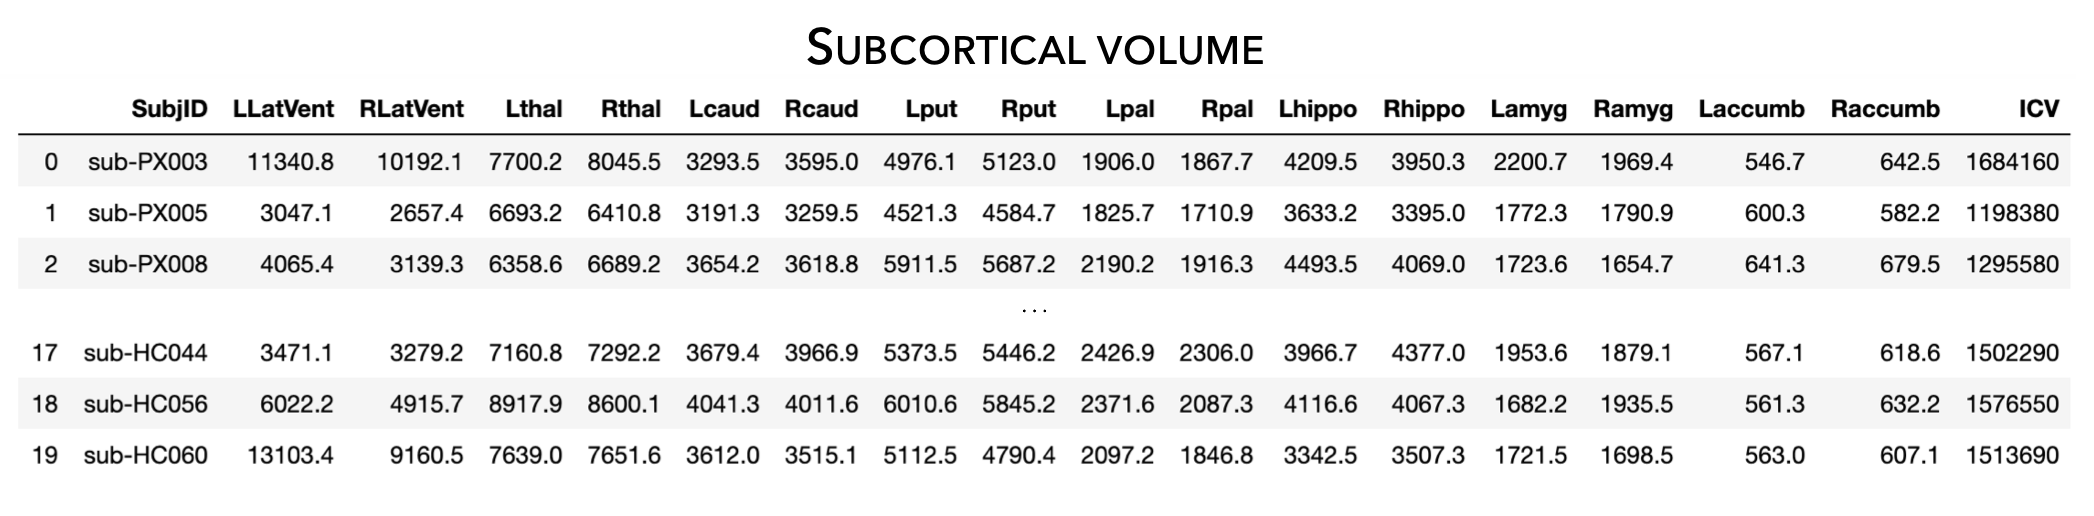 SUBCORTICAL VOLUME
SubjID LLatVent RLatVent Lthal Rthal Lcaud Rcaud Lput Rput Lpal Rpal Lhippo Rhippo Lamyg Ramyg Laccumb Raccumb ICV
0 sub-PX003 11340.8 10192.1 7700.2 8045.5 3293.5 3595.0 4976.1 5123.0 1906.0 1867.7 4209.5 3950.3 2200.7 1969.4 546.7 642.5 1684160
1 sub-PX005 3047.1 2657.4 6693.2 6410.8 3191.3 3259.5 4521.3 4584.7 1825.7 1710.9 3633.2 3395.0 1772.3 1790.9 600.3 582.2 1198380
2 sub-PX008 4065.4 3139.3 6358.6 6689.2 3654.2 3618.8 5911.5 5687.2 2190.2 1916.3 4493.5 4069.0 1723.6 1654.7 641.3 679.5 1295580
...
17 sub-HC044 3471.1 3279.2 7160.8 7292.2 3679.4 3966.9 5373.5 5446.2 2426.9 2306.0 3966.7 4377.0 1953.6 1879.1 567.1 618.6 1502290
18 sub-HC056 6022.2 4915.7 8917.9 8600.1 4041.3 4011.6 6010.6 5845.2 2371.6 2087.3 4116.6 4067.3 1682.2 1935.5 561.3 632.2 1576550
19 sub-HC060 13103.4 9160.5 7639.0 7651.6 3612.0 3515.1 5112.5 4790.4 2097.2 1846.8 3342.5 3507.3 1721.5 1698.5 563.0 607.1 1513690